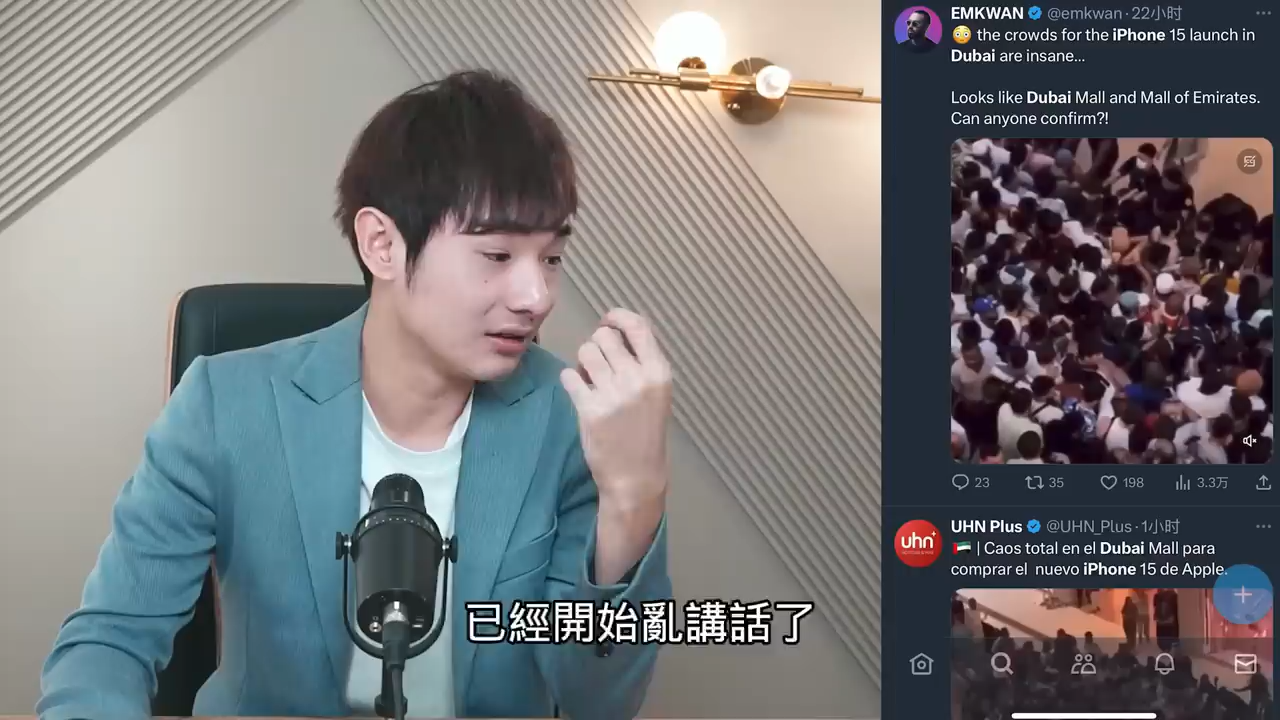 已經開始亂講話了
EMKWAN @emkwan · 22小时
😳 the crowds for the iPhone 15 launch in
Dubai are insane...
Looks like Dubai Mall and Mall of Emirates.
Can anyone confirm?!
23 35 198 3.3万
uhn+
UHN Plus @UHN_Plus · 1小时
🇦🇪 | Caos total en el Dubai Mall para
comprar el nuevo iPhone 15 de Apple.